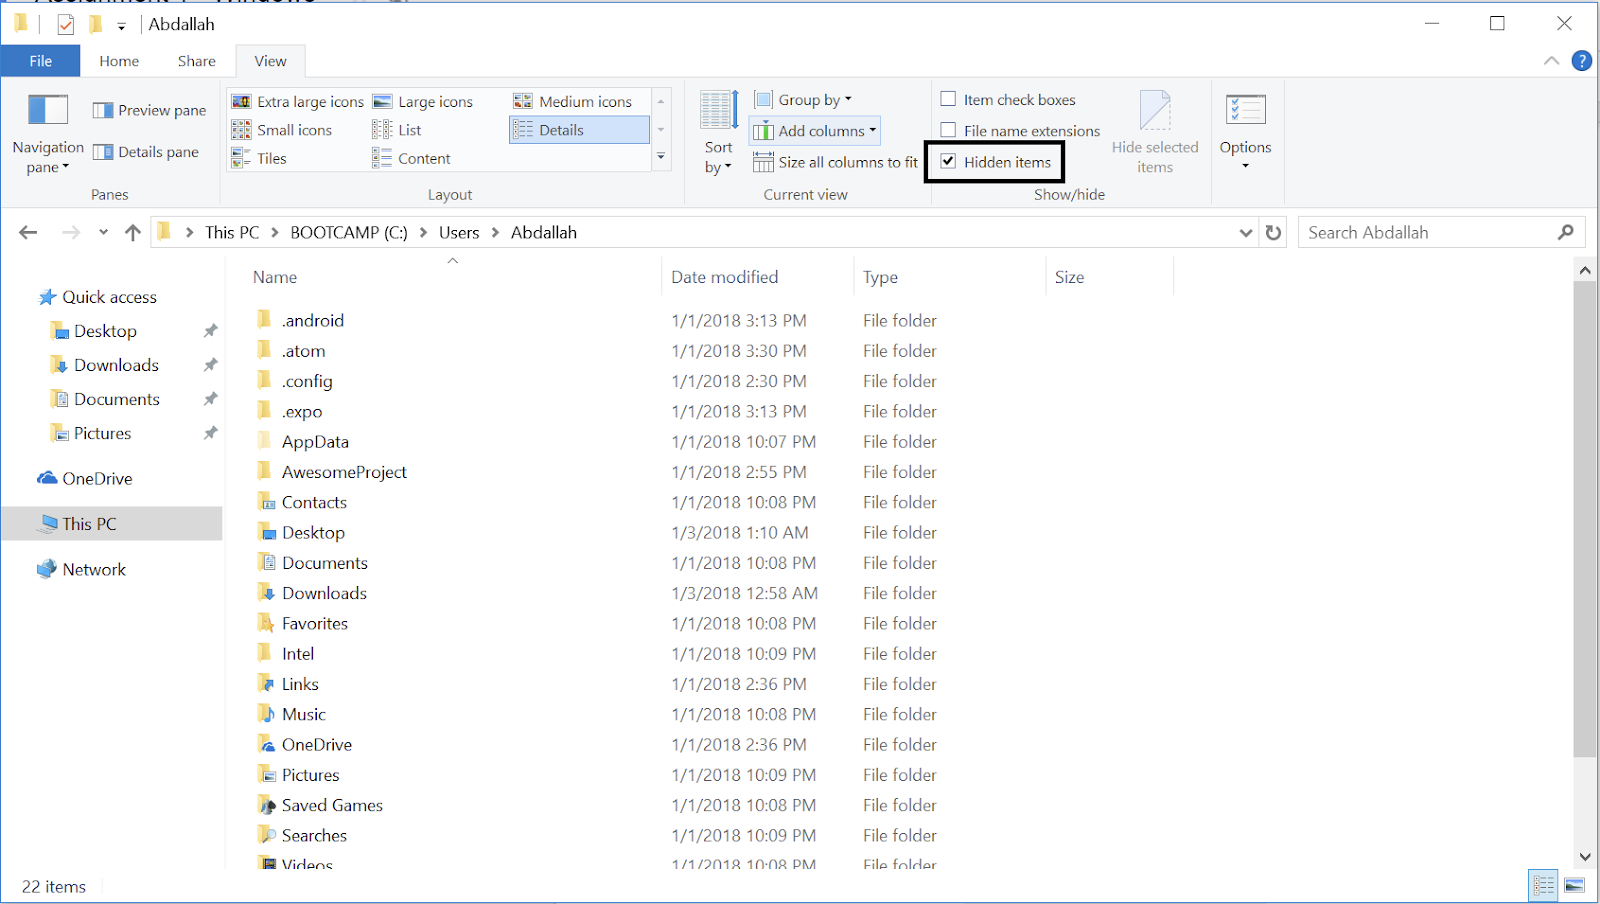 Abdallah
File Home Share View
Navigation pane
Preview pane
Details pane
Panes
Extra large icons Large icons Medium icons
Small icons List Details
Tiles Content
Layout
Sort by
Group by
Add columns
Size all columns to fit
Current view
Item check boxes
File name extensions
Hidden items
Hide selected items
Show/hide
Options
This PC > BOOTCAMP (C:) > Users > Abdallah
Search Abdallah
Quick access
Desktop
Downloads
Documents
Pictures
OneDrive
This PC
Network
Name Date modified Type Size
.android 1/1/2018 3:13 PM File folder
.atom 1/1/2018 3:30 PM File folder
.config 1/1/2018 2:30 PM File folder
.expo 1/1/2018 3:13 PM File folder
AppData 1/1/2018 10:07 PM File folder
AwesomeProject 1/1/2018 2:55 PM File folder
Contacts 1/1/2018 10:08 PM File folder
Desktop 1/3/2018 1:10 AM File folder
Documents 1/1/2018 10:08 PM File folder
Downloads 1/3/2018 12:58 AM File folder
Favorites 1/1/2018 10:08 PM File folder
Intel 1/1/2018 10:09 PM File folder
Links 1/1/2018 2:36 PM File folder
Music 1/1/2018 10:08 PM File folder
OneDrive 1/1/2018 2:36 PM File folder
Pictures 1/1/2018 10:09 PM File folder
Saved Games 1/1/2018 10:08 PM File folder
Searches 1/1/2018 10:09 PM File folder
Videos 1/1/2018 10:08 PM File folder
22 items